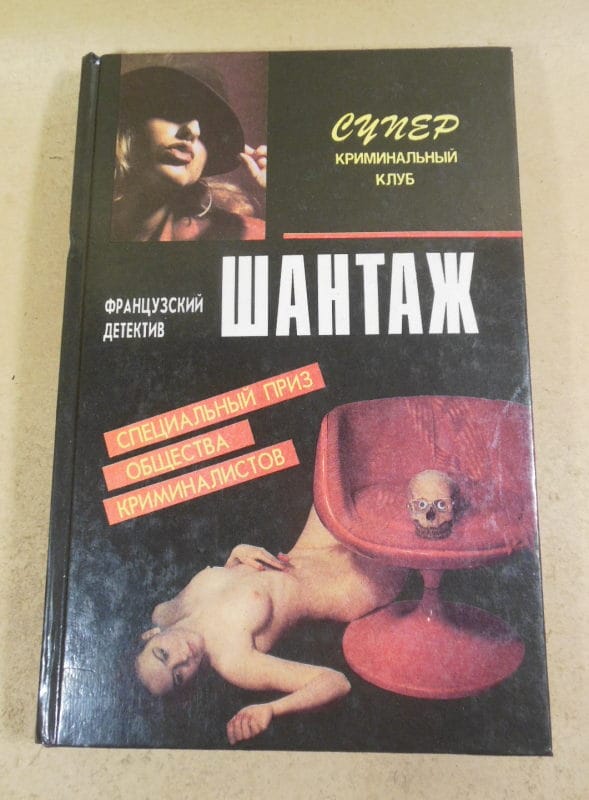 СУПЕР
КРИМИНАЛЬНЫЙ
КЛУБ
ФРАНЦУЗСКИЙ
ДЕТЕКТИВ
ШАНТАЖ
СПЕЦИАЛЬНЫЙ ПРИЗ
ОБЩЕСТВА
КРИМИНАЛИСТОВ